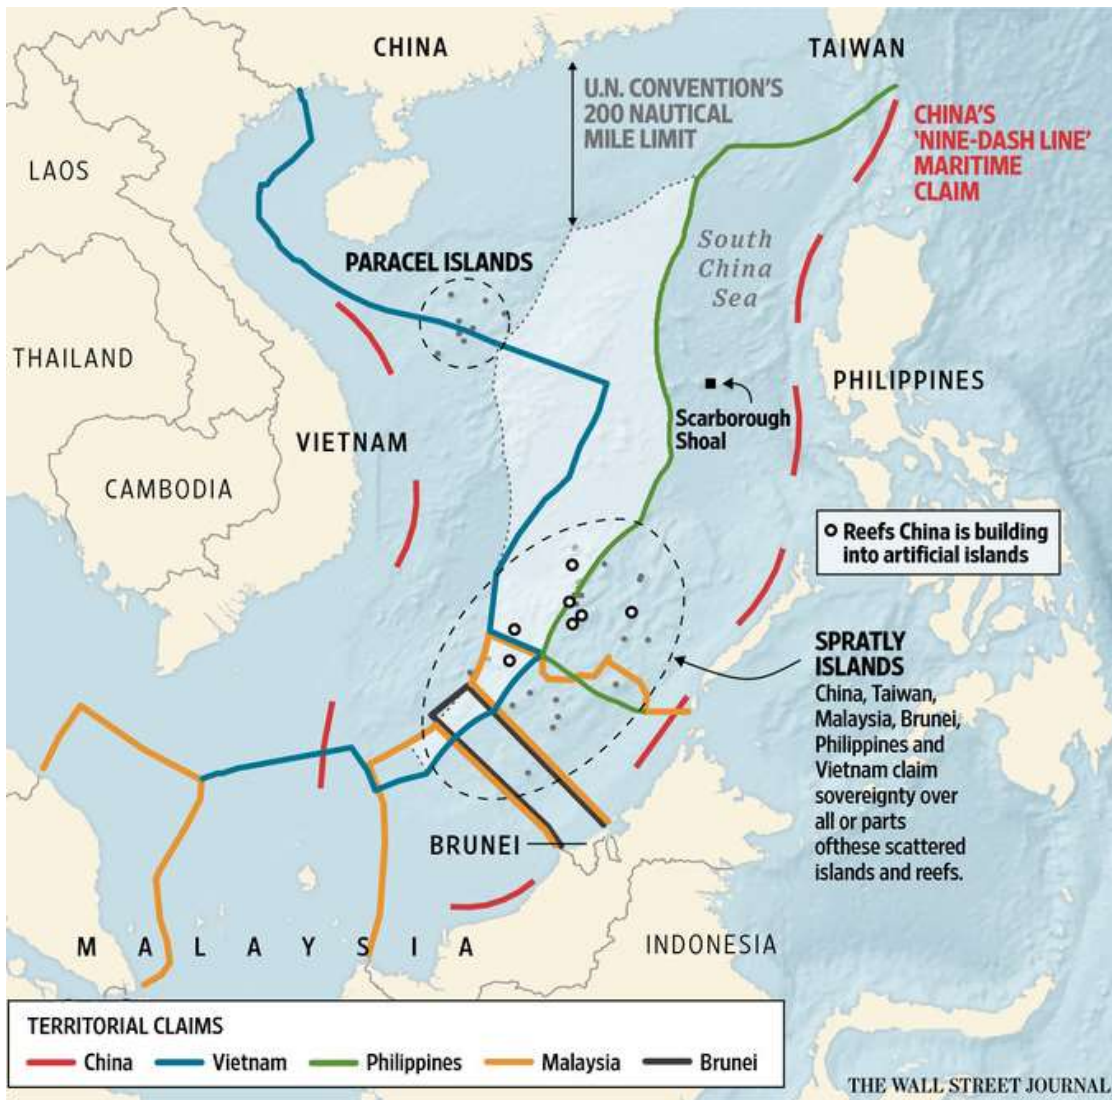 CHINA
TAIWAN
U.N. CONVENTION'S
200 NAUTICAL
MILE LIMIT
CHINA'S
'NINE-DASH LINE'
MARITIME
CLAIM
LAOS
South
China
Sea
PARACEL ISLANDS
THAILAND
PHILIPPINES
Scarborough
Shoal
VIETNAM
CAMBODIA
Reefs China is building
into artificial islands
SPRATLY
ISLANDS
China, Taiwan,
Malaysia, Brunei,
Philippines and
Vietnam claim
sovereignty over
all or parts
ofthese scattered
islands and reefs.
BRUNEI
MALAYSIA
INDONESIA
TERRITORIAL CLAIMS
China
Vietnam
Philippines
Malaysia
Brunei
THE WALL STREET JOURNAL